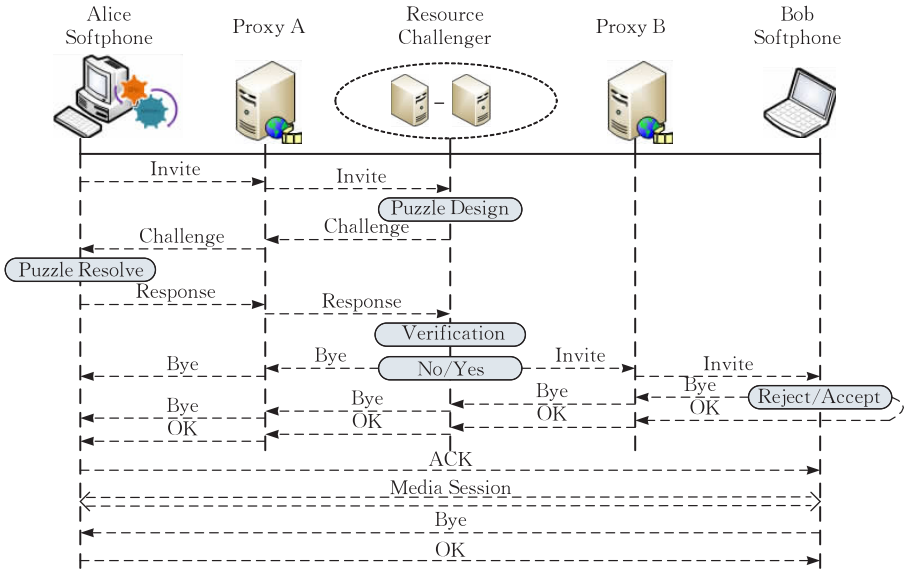 Alice
Softphone
Proxy A
Resource
Challenger
Proxy B
Bob
Softphone
Invite
Invite
Puzzle Design
Challenge
Challenge
Puzzle Resolve
Response
Response
Verification
Bye
Bye
No/Yes
Invite
Invite
Bye
Reject/Accept
Bye
Bye
Bye
OK
OK
OK
OK
ACK
Media Session
Bye
OK